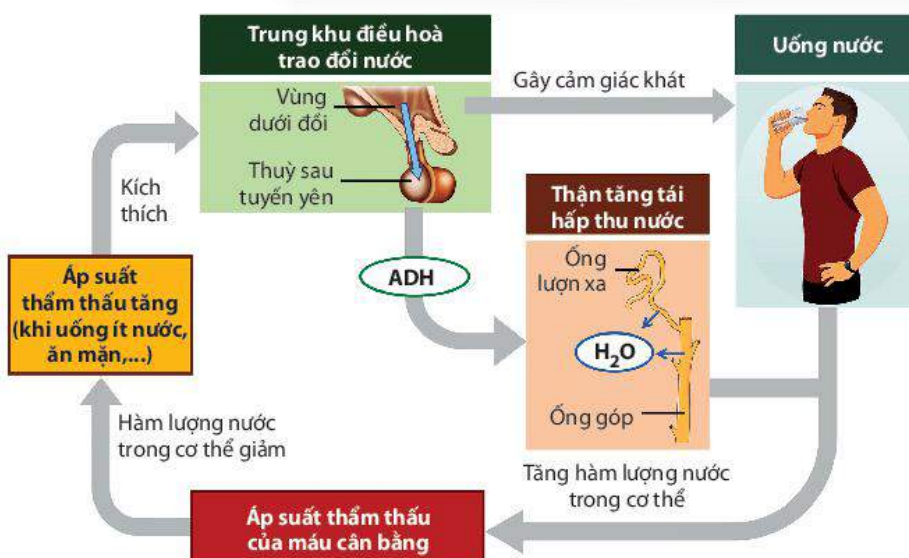 Trung khu điều hoà
trao đổi nước
Vùng
dưới đồi
Thuỳ sau
tuyến yên
Gây cảm giác khát
Uống nước
Kích
thích
ADH
Thận tăng tái
hấp thu nước
Ống
lượn xa
H₂O
Ống góp
Áp suất
thẩm thấu tăng
(khi uống ít nước,
ăn mặn,...)
Hàm lượng nước
trong cơ thể giảm
Tăng hàm lượng nước
trong cơ thể
Áp suất thẩm thấu
của máu cân bằng